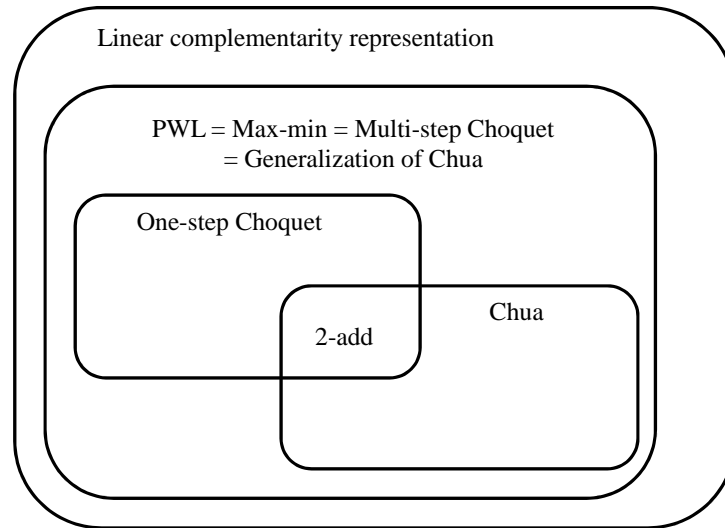 Linear complementarity representation
PWL = Max-min = Multi-step Choquet
= Generalization of Chua
One-step Choquet
Chua
2-add